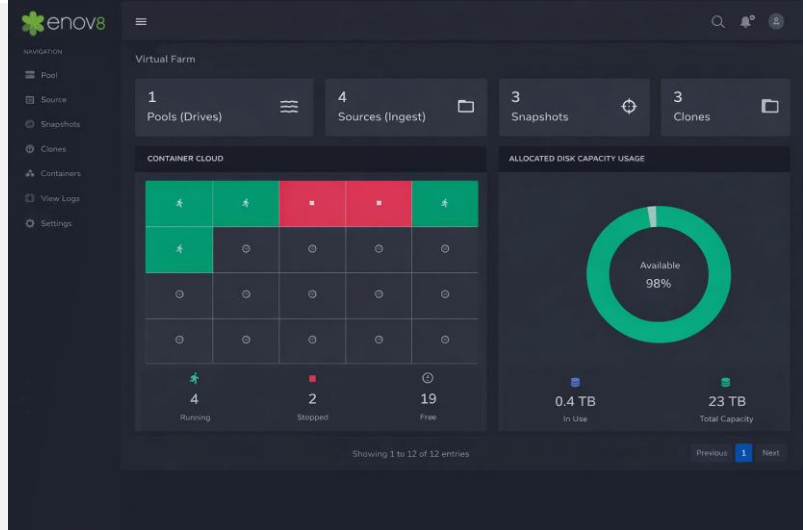 enov8
NAVIGATION
Pool
Source
Snapshots
Clones
Containers
View Logs
Settings
Virtual Farm
1
Pools (Drives)
4
Sources (Ingest)
3
Snapshots
3
Clones
CONTAINER CLOUD
4
Running
2
Stopped
19
Free
ALLOCATED DISK CAPACITY USAGE
Available
98%
0.4 TB
In Use
23 TB
Total Capacity
Showing 1 to 12 of 12 entries
Previous 1 Next